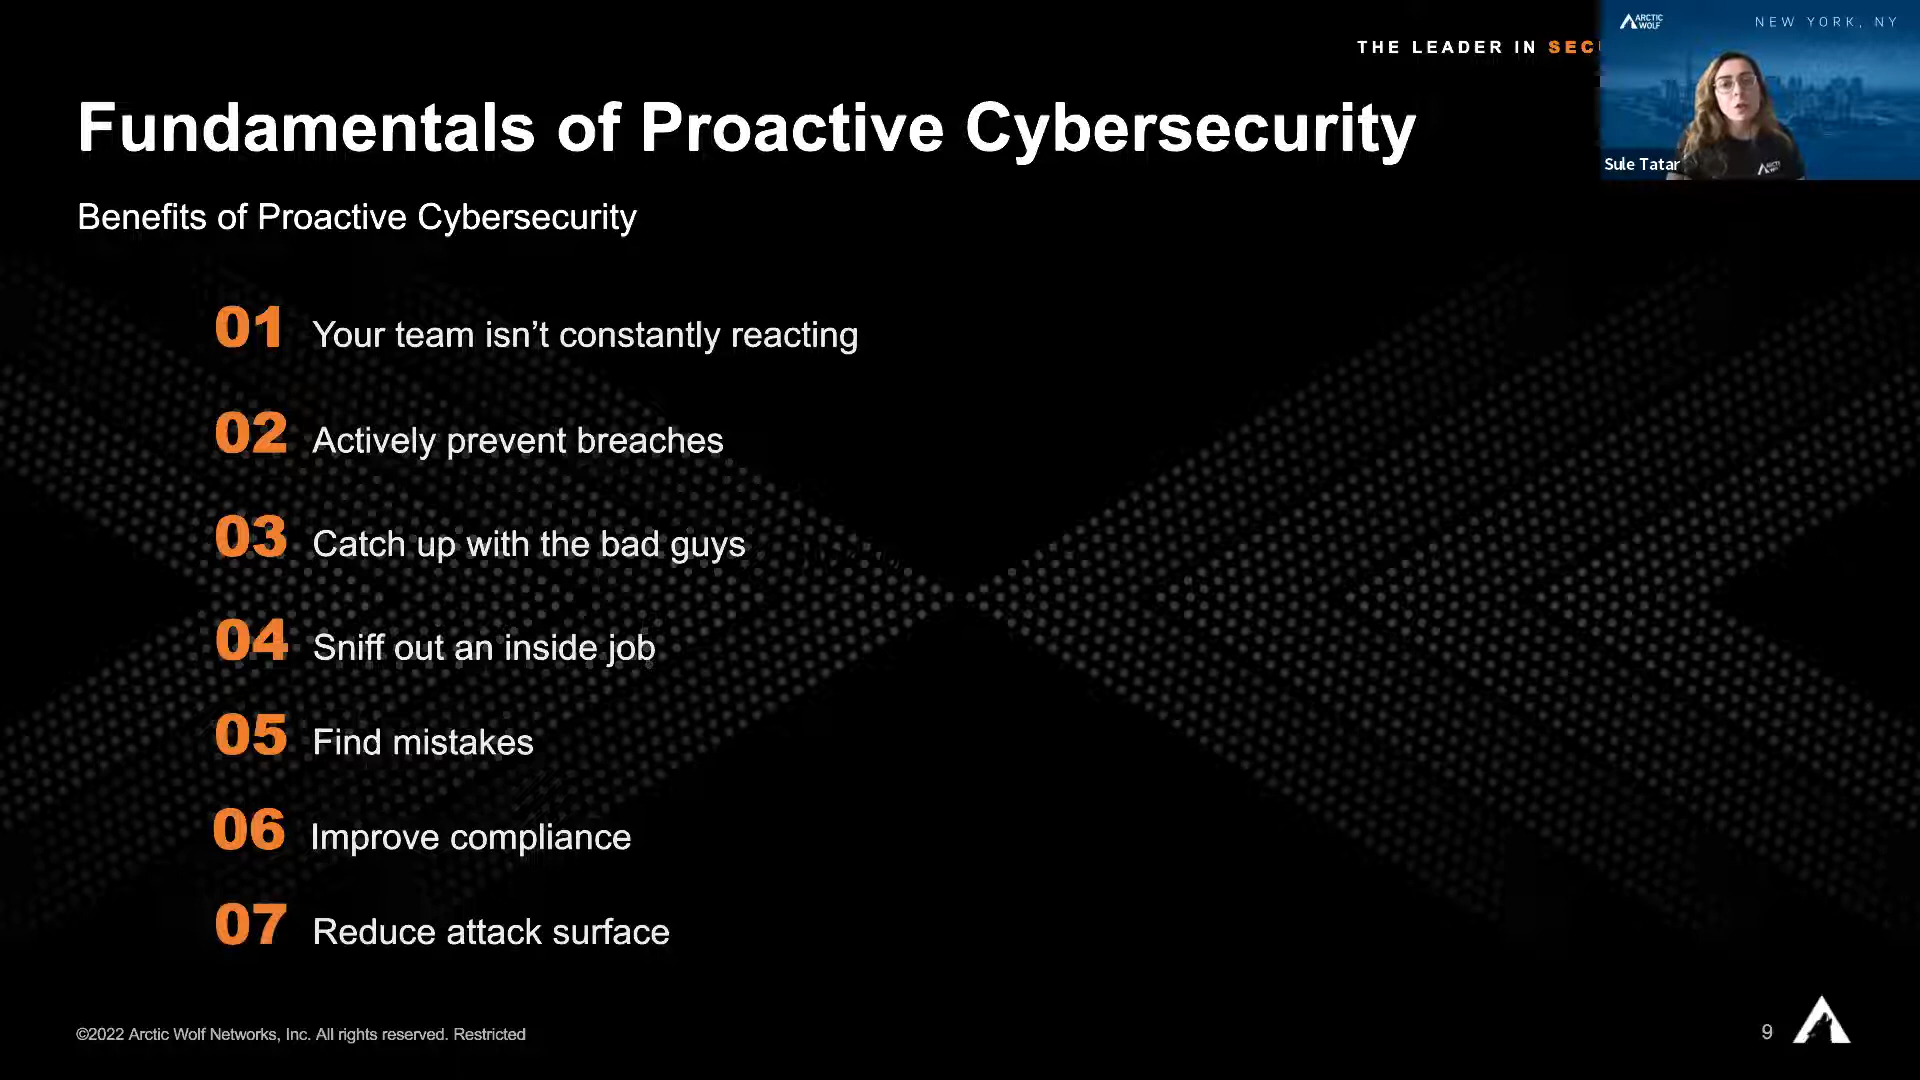 THE LEADER IN
ARCTIC
WOLF
NEW YORK, NY
Fundamentals of Proactive Cybersecurity
Sule Tatar
Benefits of Proactive Cybersecurity
01 Your team isn’t constantly reacting
02 Actively prevent breaches
03 Catch up with the bad guys
04 Sniff out an inside job
05 Find mistakes
06 Improve compliance
07 Reduce attack surface
©2022 Arctic Wolf Networks, Inc. All rights reserved. Restricted
9